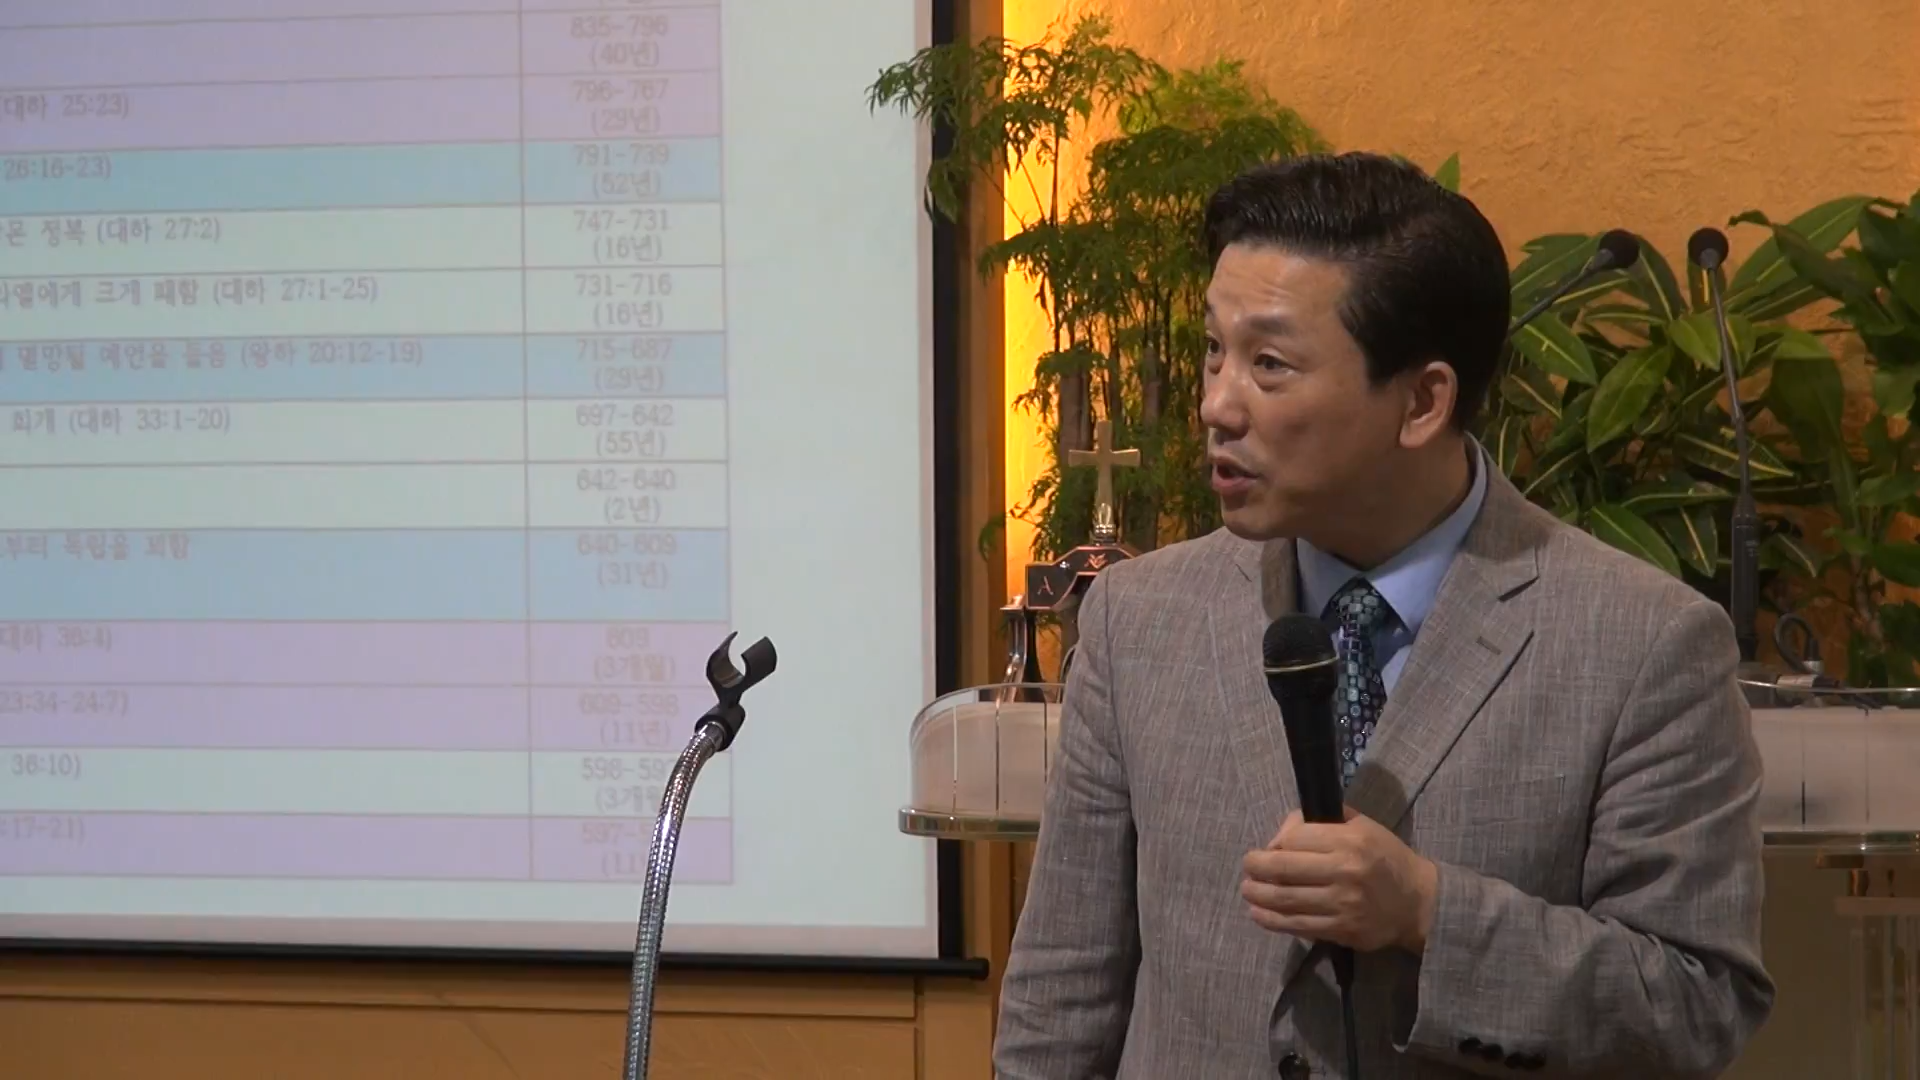 835-796
(40년)
(대하 25:23)
796-767
(29년)
26:16-23)
791-739
(52년)
정복 (대하 27:2)
747-731
(16년)
크게 패함 (대하 27:1-25)
731-716
(16년)
멸망될 예언을 들음 (왕하 20:12-19)
715-687
(29년)
회개 (대하 33:1-20)
697-642
(55년)
642-640
(2년)
부터 독립을 꾀함
640-609
(31년)
대하 36:4)
609
(3개월)
23:34-24:7)
609-598
(11년)
36:10)
598-597
(3개월
:17-21)
597-
A